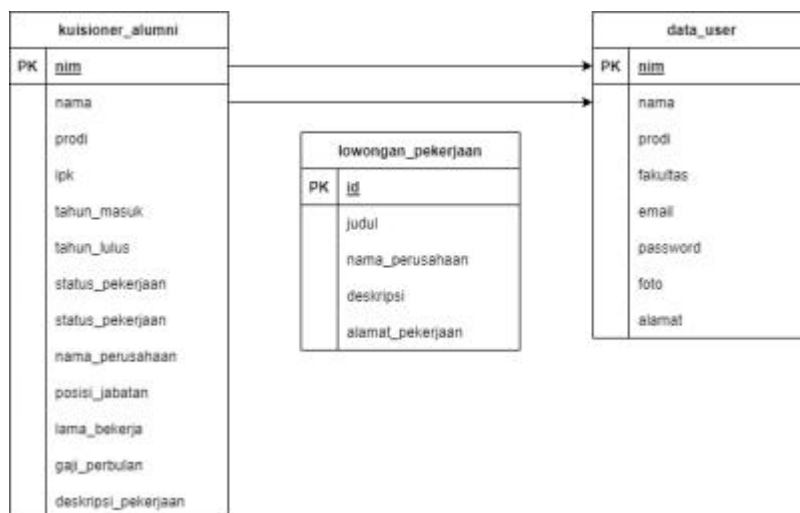 kuisioner_alumni
PK nim
nama
prodi
ipk
tahun_masuk
tahun_lulus
status_pekerjaan
status_pekerjaan
nama_perusahaan
posisi_jabatan
lama_bekerja
gaji_perbulan
deskripsi_pekerjaan
lowongan_pekerjaan
PK id
judul
nama_perusahaan
deskripsi
alamat_pekerjaan
data_user
PK nim
nama
prodi
fakultas
email
password
foto
alamat